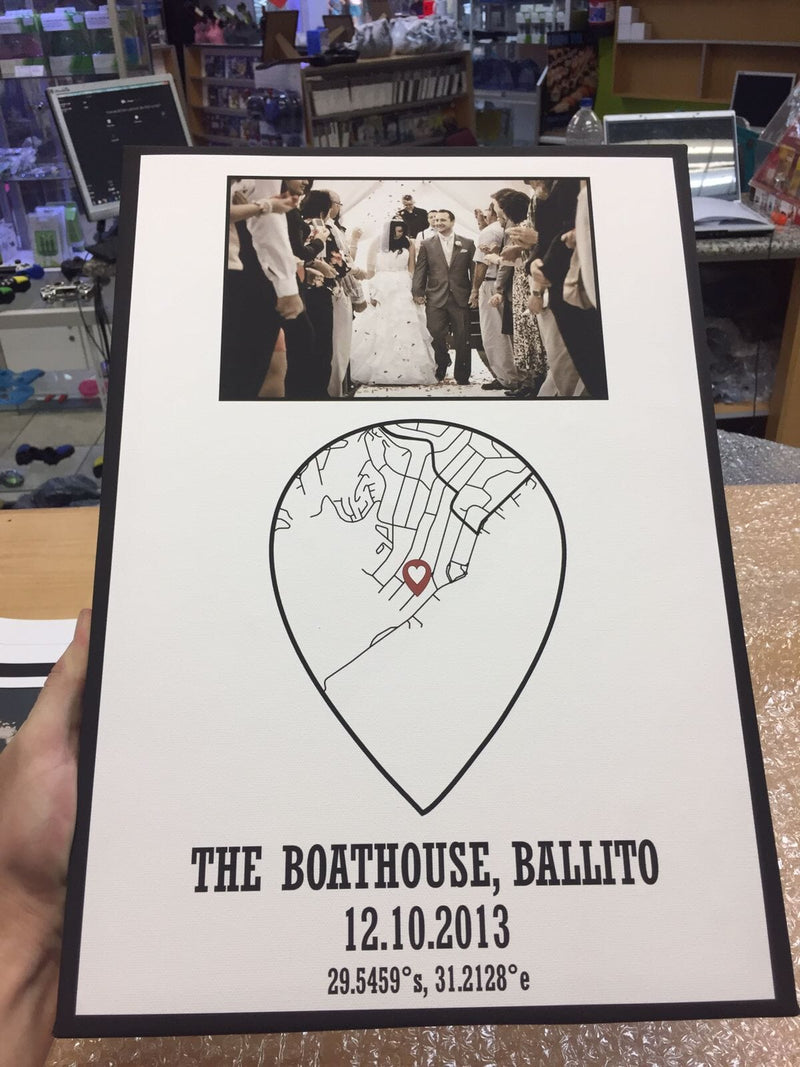 THE BOATHOUSE, BALLITO
12.10.2013
29.5459°s, 31.2128°e